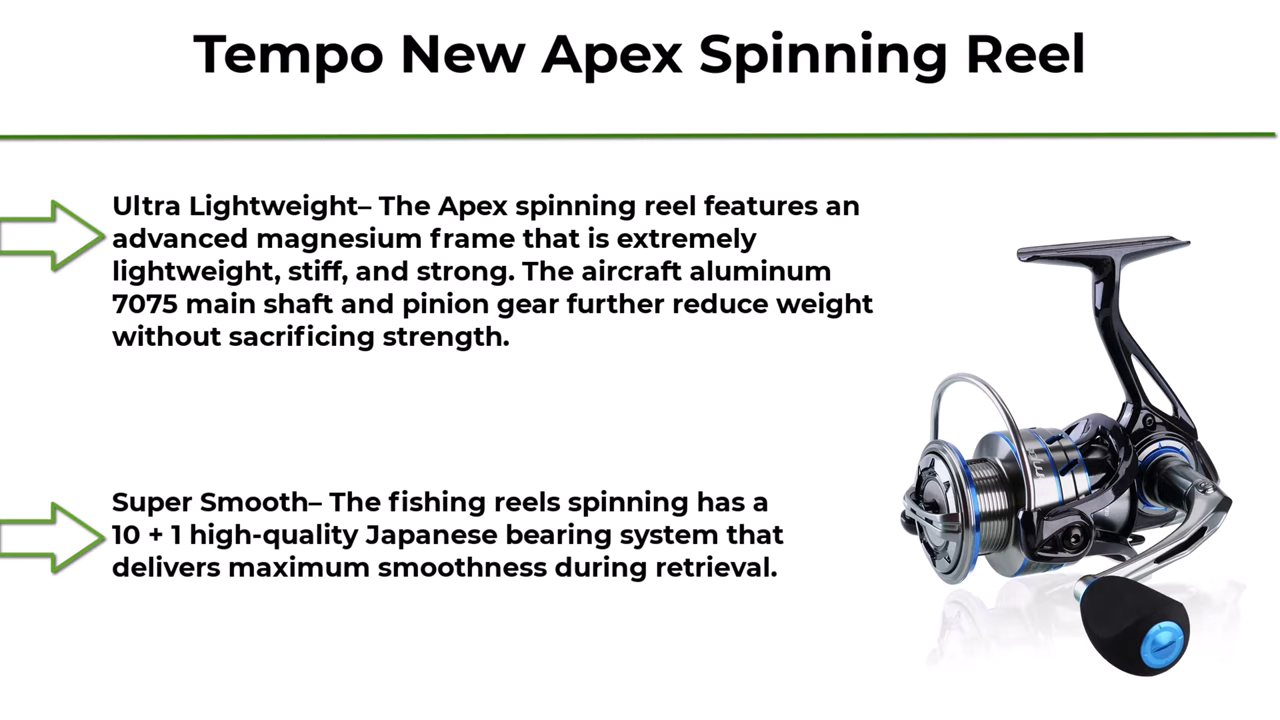 Tempo New Apex Spinning Reel
Ultra Lightweight– The Apex spinning reel features an
advanced magnesium frame that is extremely
lightweight, stiff, and strong. The aircraft aluminum
7075 main shaft and pinion gear further reduce weight
without sacrificing strength.
Super Smooth– The fishing reels spinning has a
10 + 1 high-quality Japanese bearing system that
delivers maximum smoothness during retrieval.